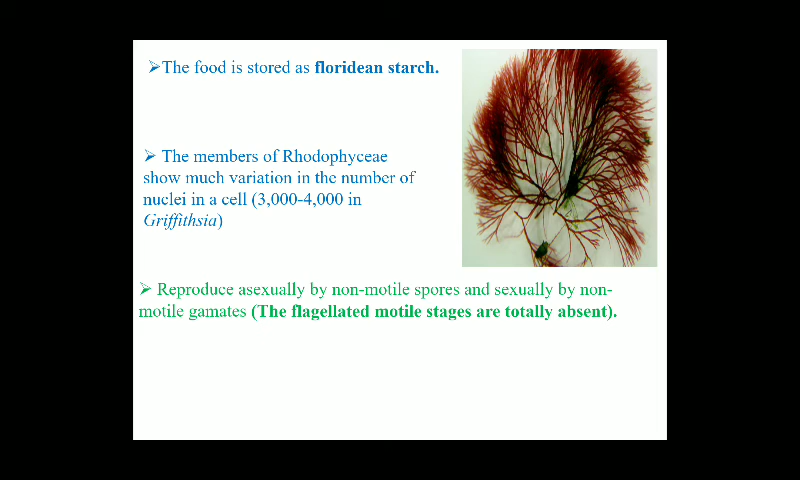 ➢The food is stored as floridean starch.
➢ The members of Rhodophyceae
show much variation in the number of
nuclei in a cell (3,000-4,000 in
Griffithsia)
➢ Reproduce asexually by non-motile spores and sexually by non-
motile gamates (The flagellated motile stages are totally absent).